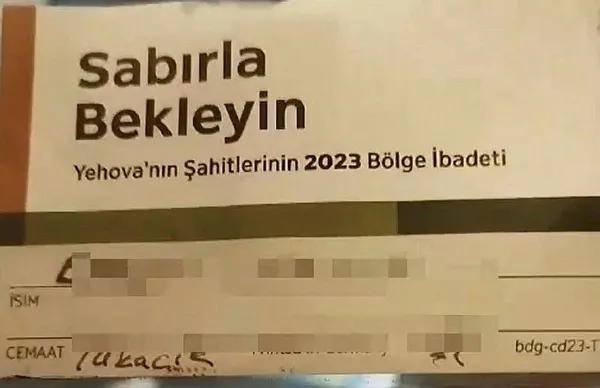 Sabırla
Bekleyin
Yehova'nın Şahitlerinin 2023 Bölge İbadeti
İSİM
CEMAAT
bdg-cd23-T